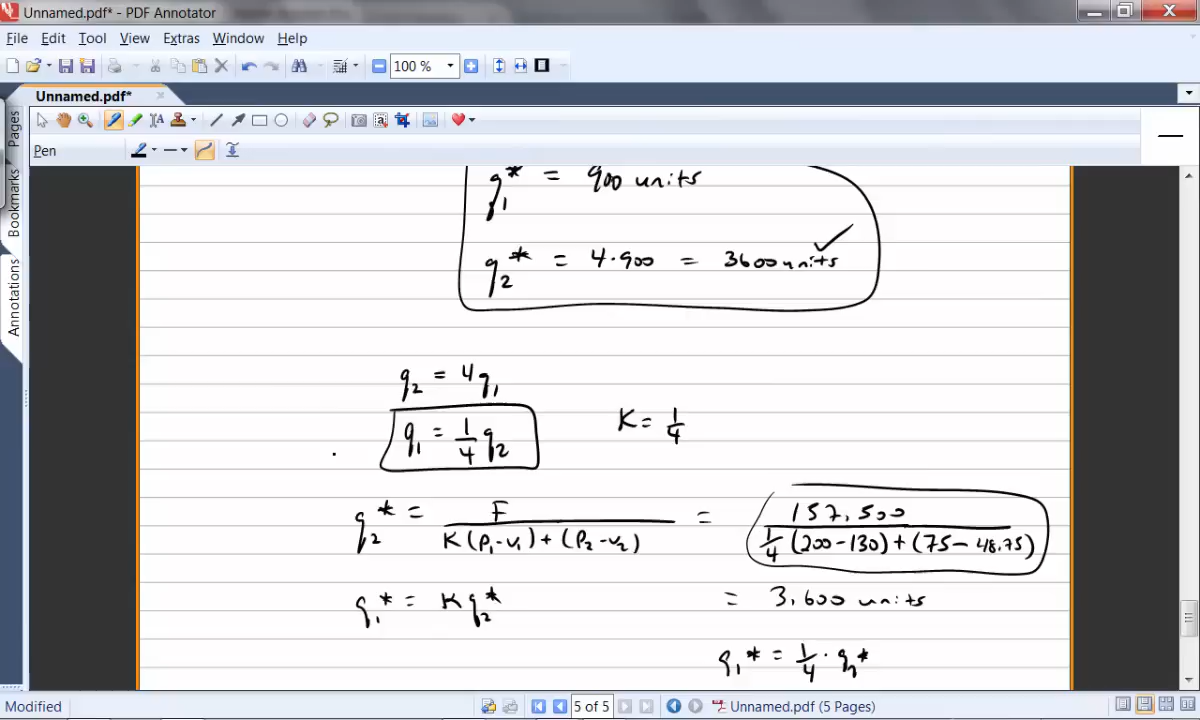 Unnamed.pdf* - PDF Annotator
File Edit Tool View Extras Window Help
100 %
Unnamed.pdf*
Pen
Pages
Bookmarks
Annotations
q₁* = 900 units
q₂* = 4·900 = 3600 units ✓
q₂ = 4q₁
q₁ = 1/4 q₂ K = 1/4
q₂* = F / K(P₁-V₁)+(P₂-V₂) = 157,500 / 1/4 (200-130)+(75-48.75)
q₁* = Kq₂* = 3,600 units
q₁* = 1/4 · q₂*
Modified 5 of 5 Unnamed.pdf (5 Pages)